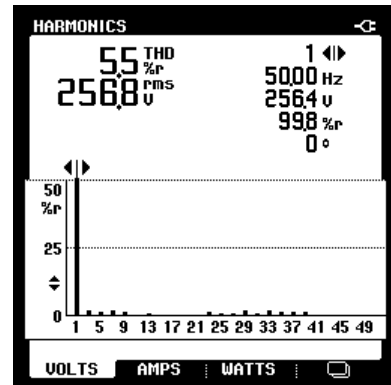 HARMONICS
5.5 THD %r
256.8 rms V
1
50.00 Hz
256.4 V
99.8 %r
0 °
50
%r
25
0
1 5 9 13 17 21 25 29 33 37 41 45 49
VOLTS AMPS WATTS